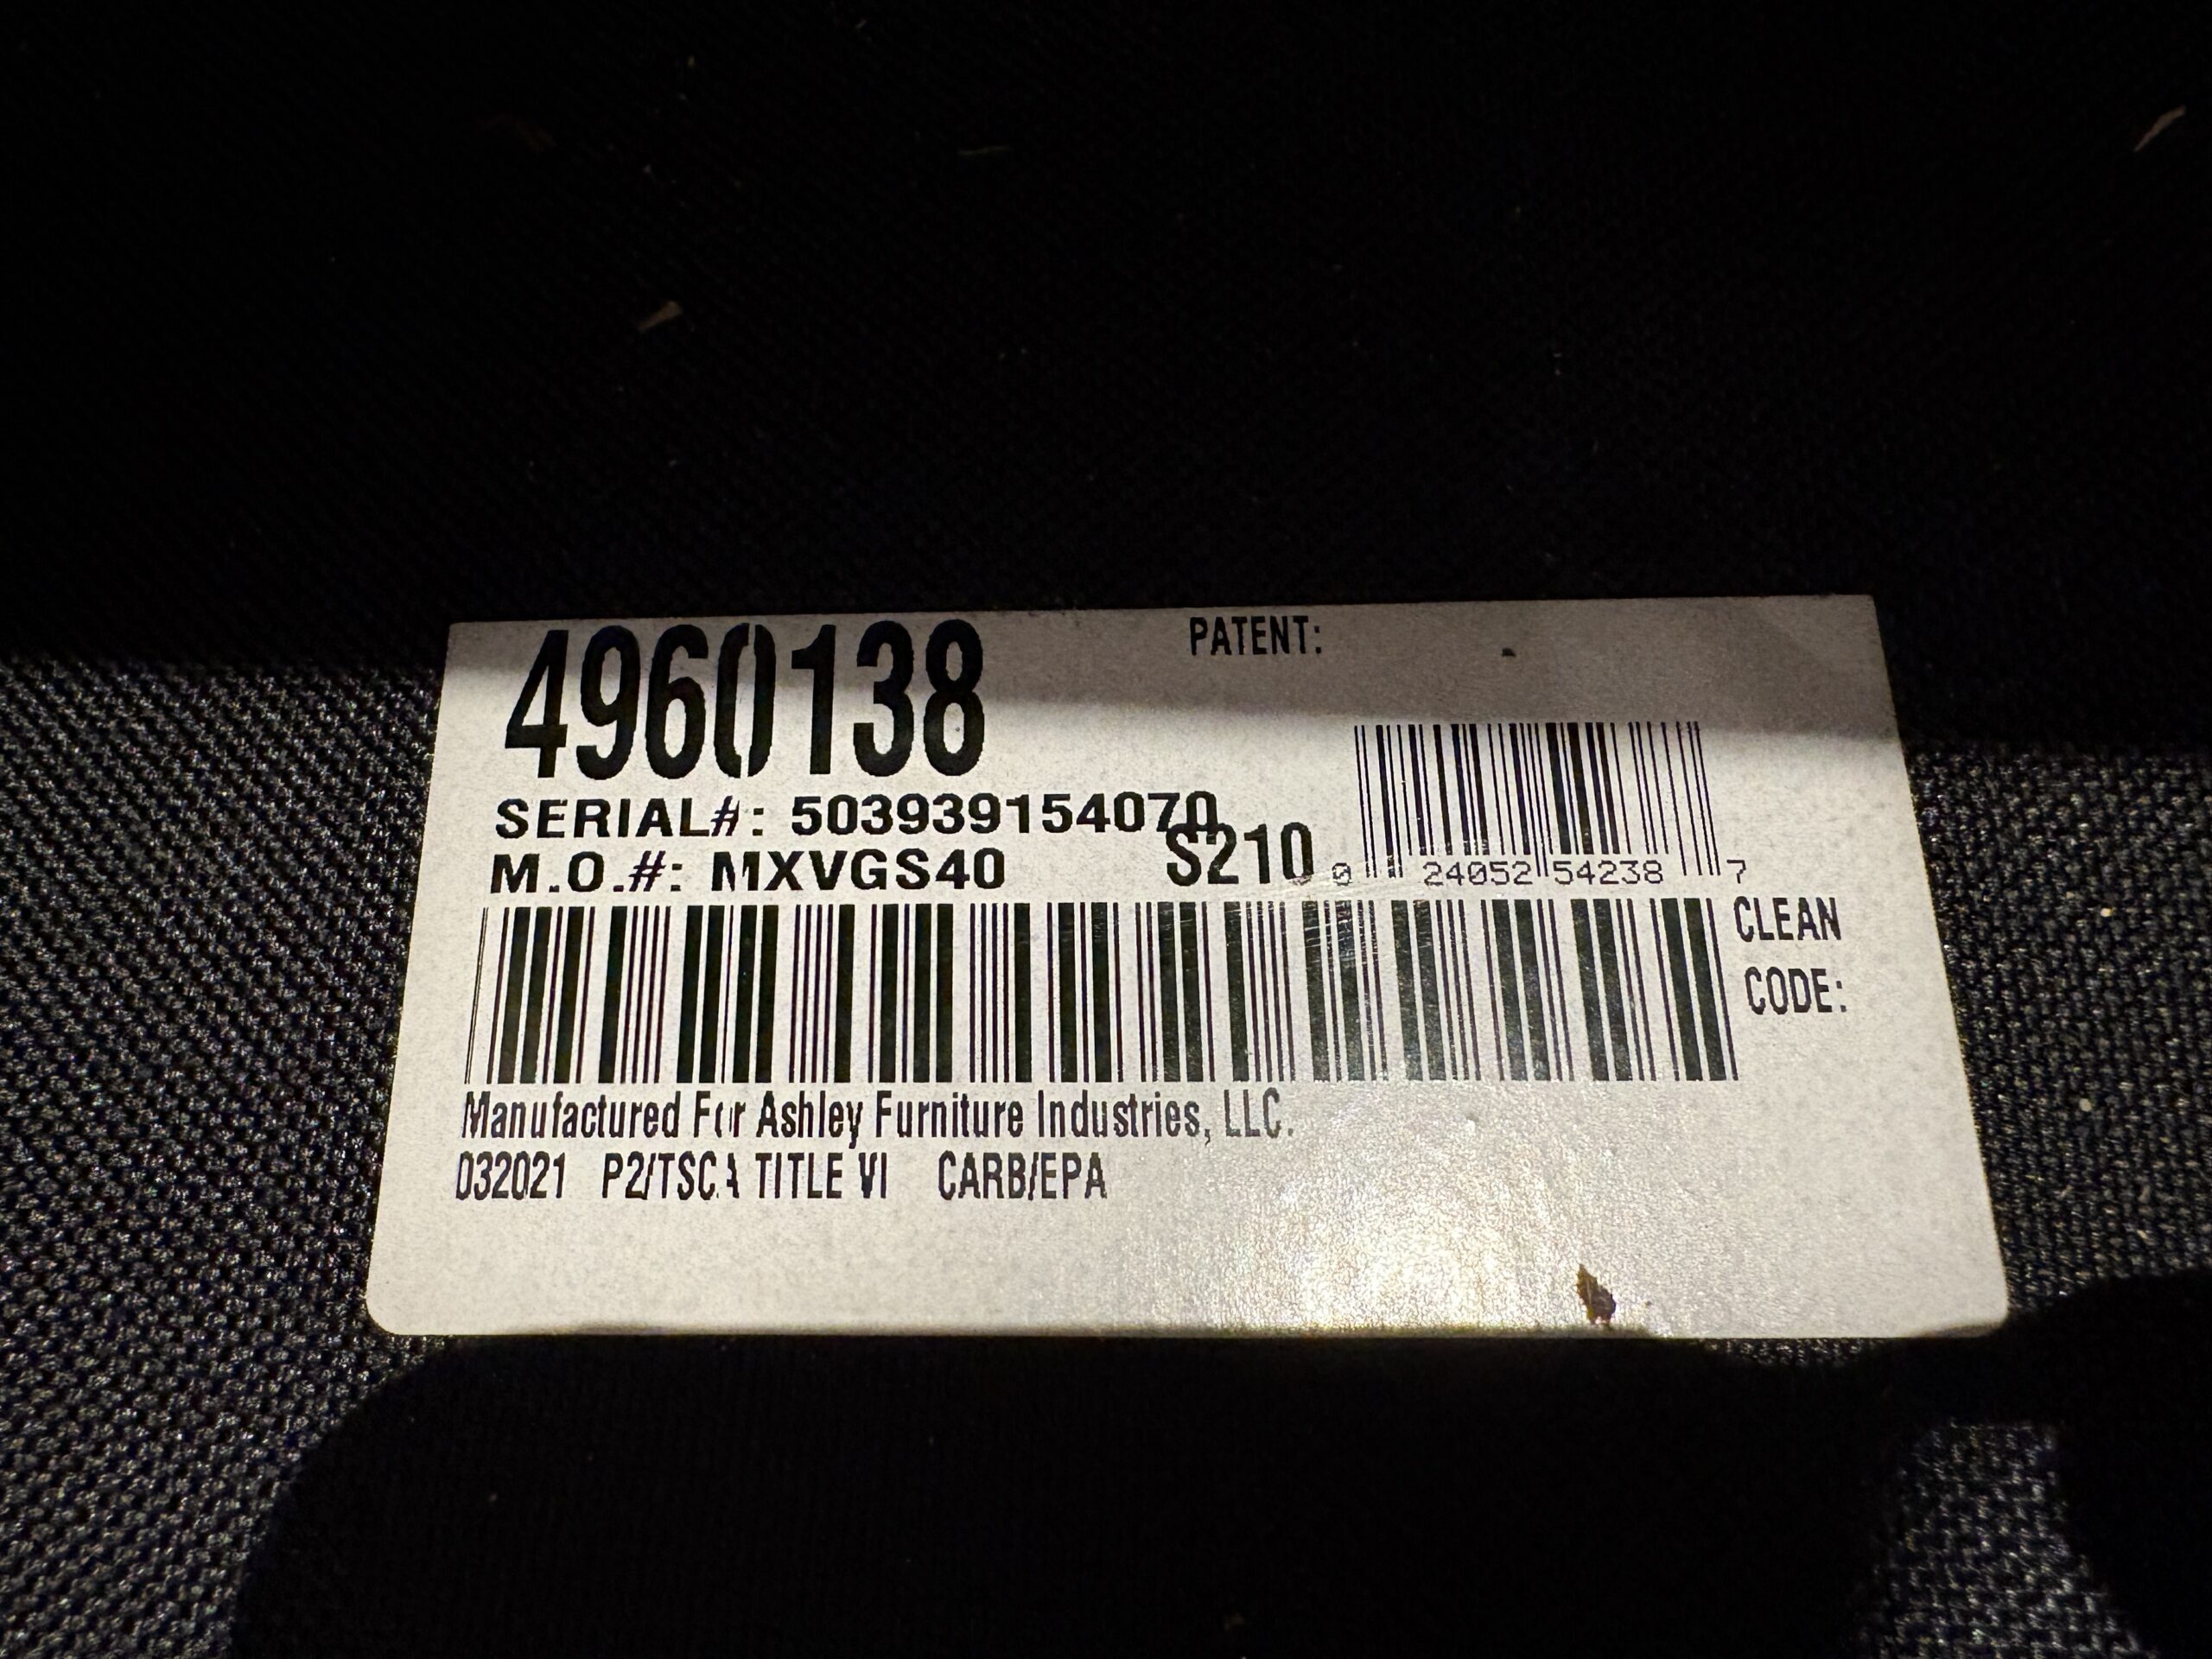 4960138
PATENT:
SERIAL#: 503939154070
M.O.#: MXVGS40
S210
0 24052 54238 7
CLEAN
CODE:
Manufactured For Ashley Furniture Industries, LLC.
032021 P2/TSCA TITLE VI CARB/EPA